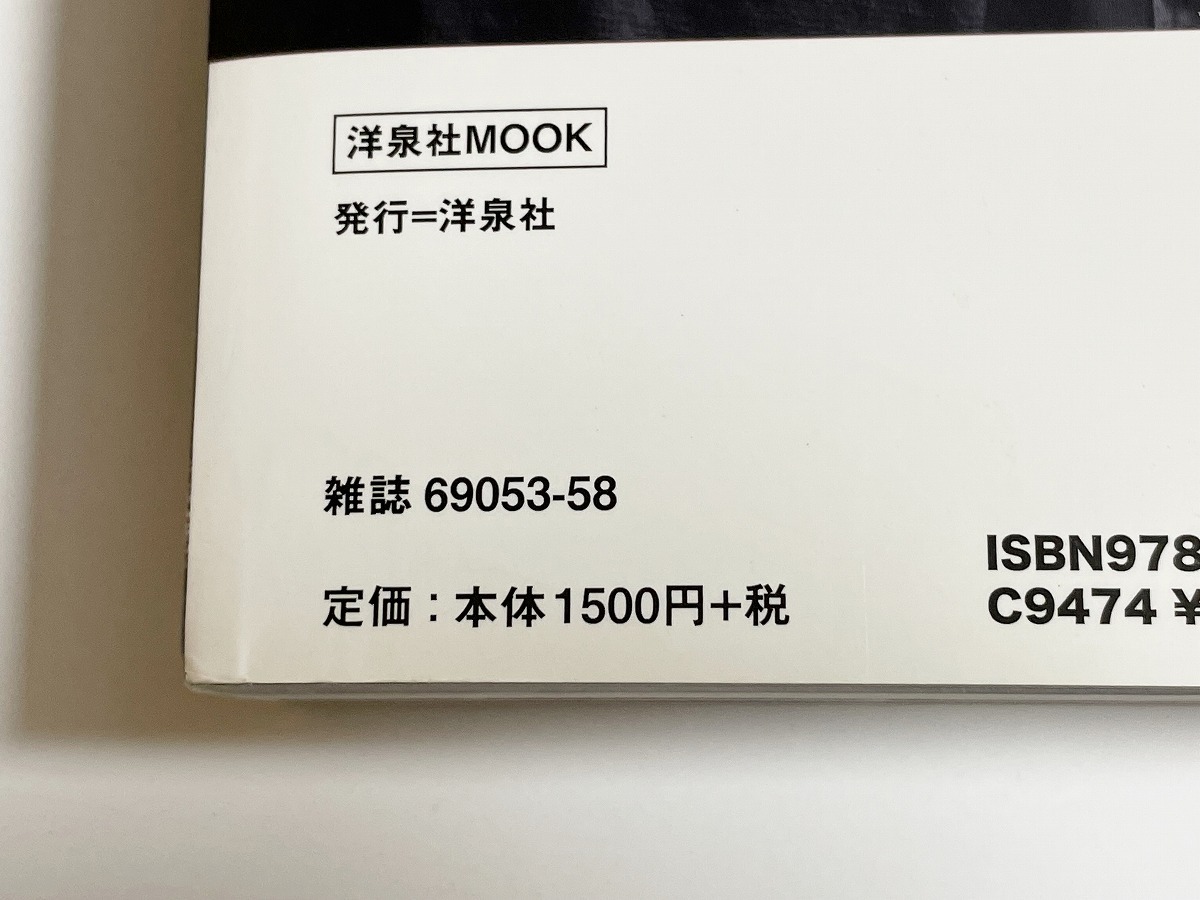 洋泉社MOOK
発行=洋泉社
雑誌 69053-58
定価：本体1500円+税
ISBN978
C9474 ¥